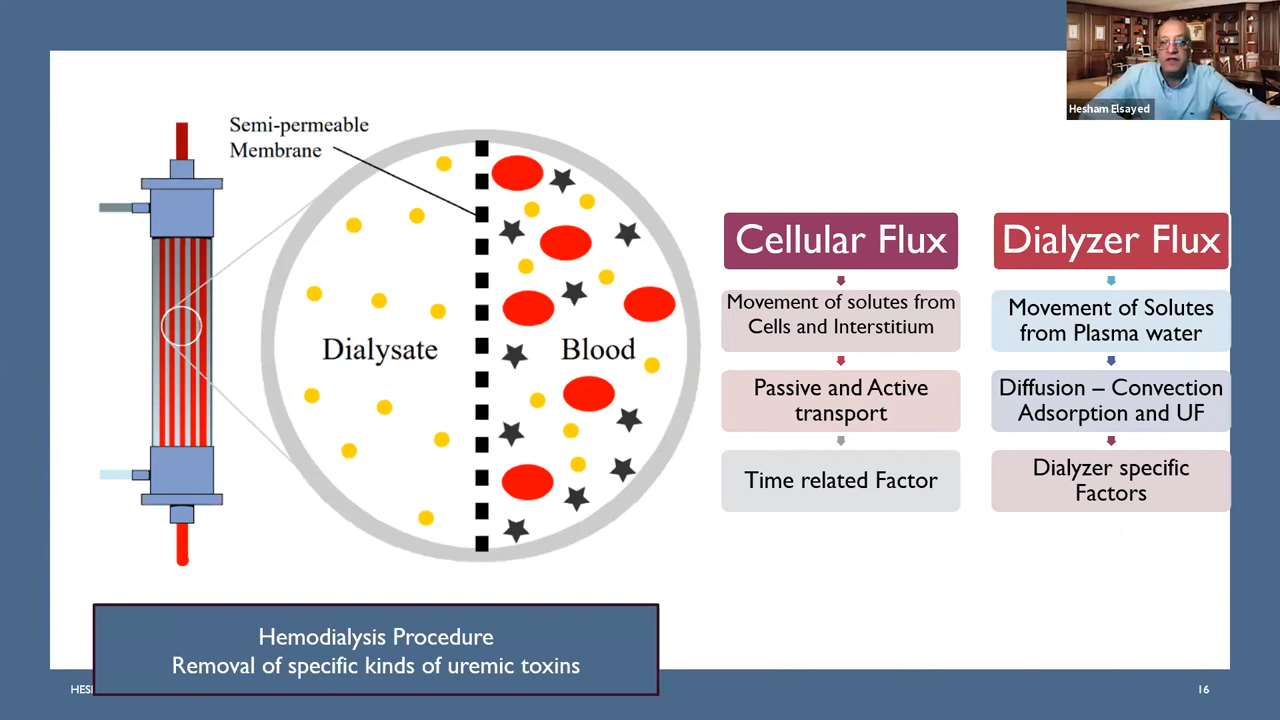 Hesham Elsayed
Semi-permeable
Membrane
Dialysate
Blood
Cellular Flux
Movement of solutes from
Cells and Interstitium
Passive and Active
transport
Time related Factor
Dialyzer Flux
Movement of Solutes
from Plasma water
Diffusion – Convection
Adsorption and UF
Dialyzer specific
Factors
Hemodialysis Procedure
Removal of specific kinds of uremic toxins
16